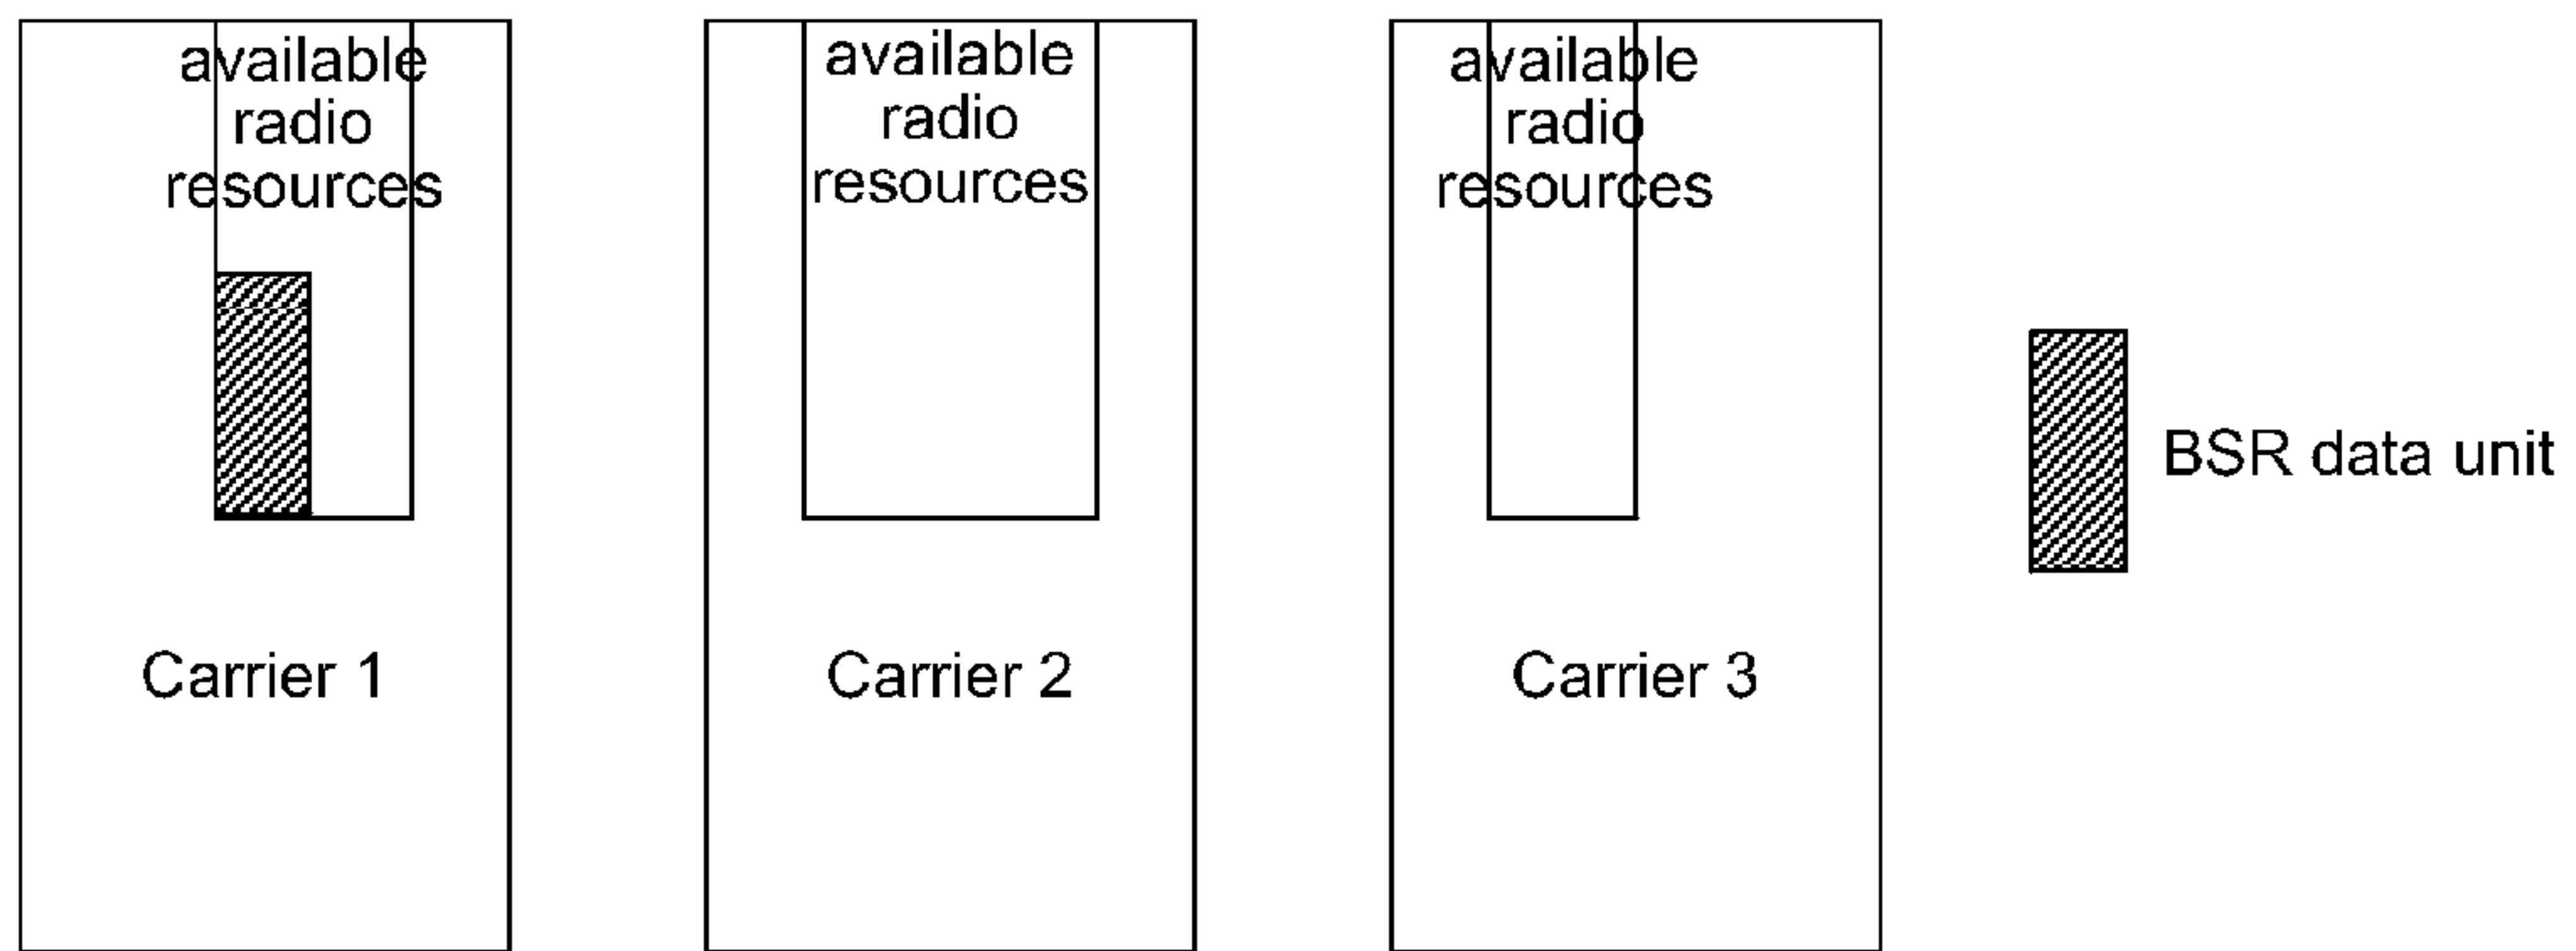 available
radio
resources
Carrier 1
available
radio
resources
Carrier 2
available
radio
resources
Carrier 3
BSR data unit